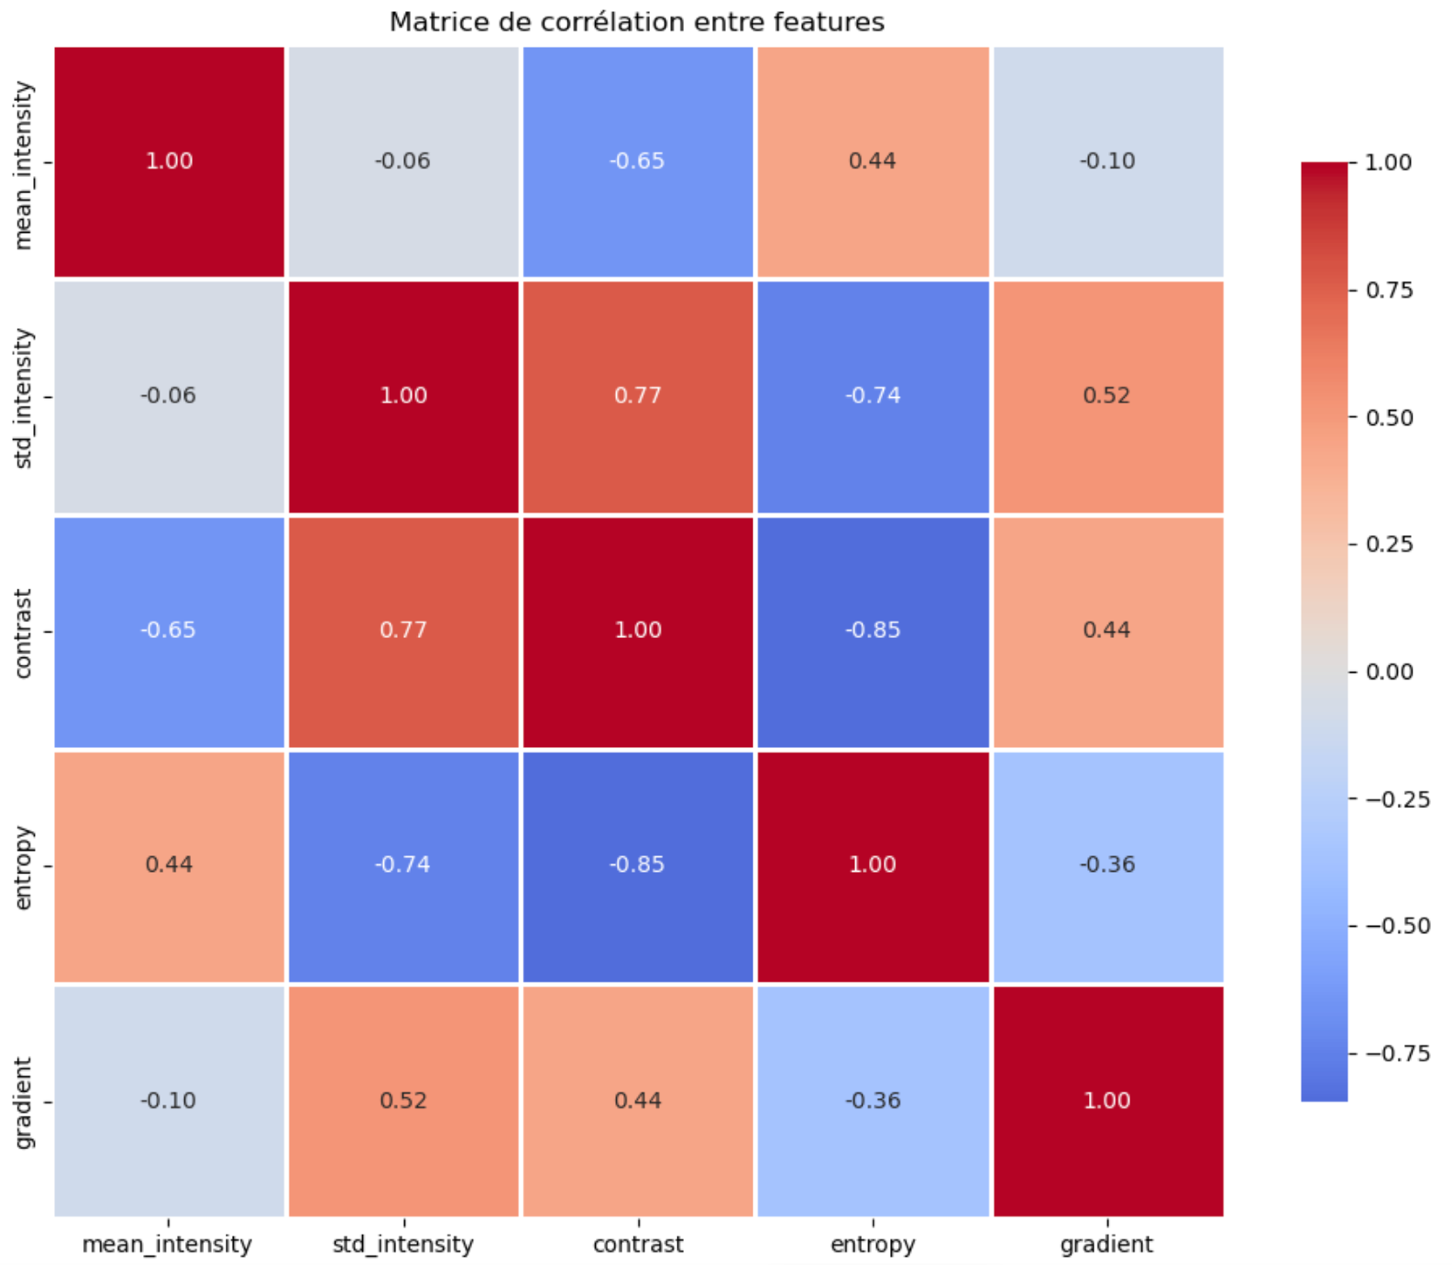 Matrice de corrélation entre features
mean_intensity
1.00 -0.06 -0.65 0.44 -0.10
std_intensity
-0.06 1.00 0.77 -0.74 0.52
contrast
-0.65 0.77 1.00 -0.85 0.44
entropy
0.44 -0.74 -0.85 1.00 -0.36
gradient
-0.10 0.52 0.44 -0.36 1.00
mean_intensity std_intensity contrast entropy gradient
1.00
0.75
0.50
0.25
0.00
−0.25
−0.50
−0.75